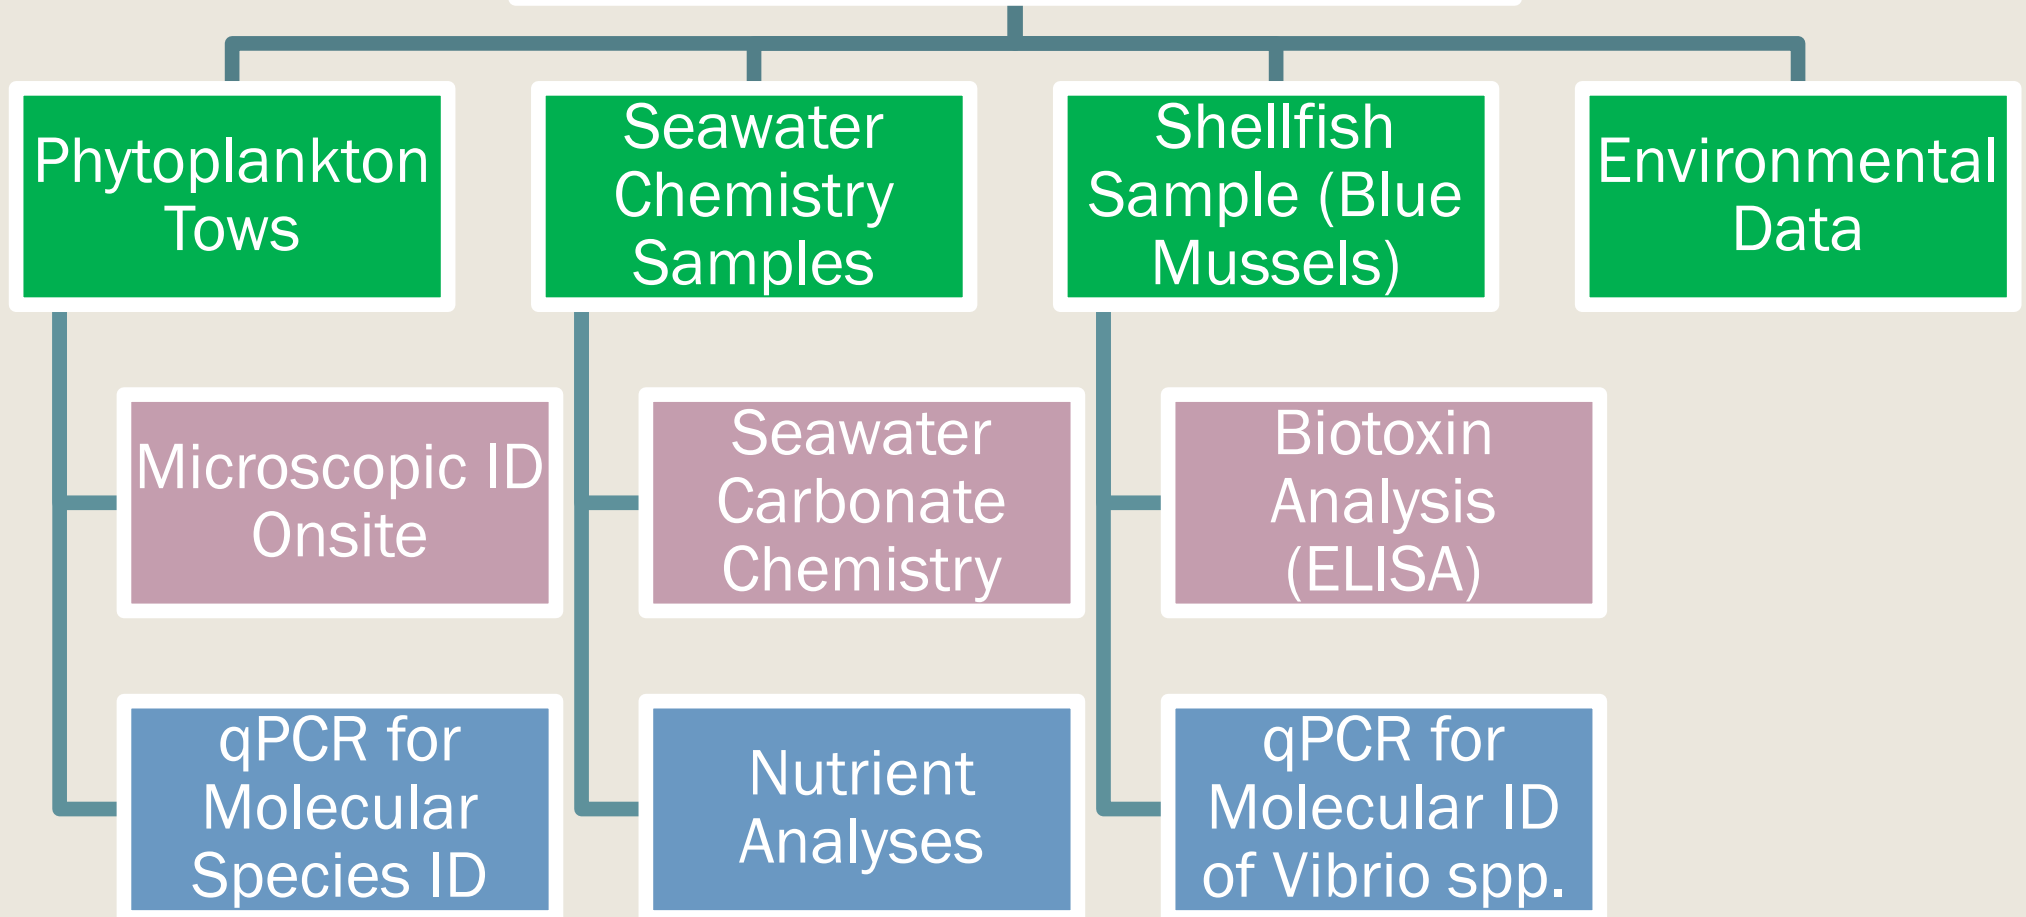 Phytoplankton
Tows
Seawater
Chemistry
Samples
Shellfish
Sample (Blue
Mussels)
Environmental
Data
Microscopic ID
Onsite
Seawater
Carbonate
Chemistry
Biotoxin
Analysis
(ELISA)
qPCR for
Molecular
Species ID
Nutrient
Analyses
qPCR for
Molecular ID
of Vibrio spp.